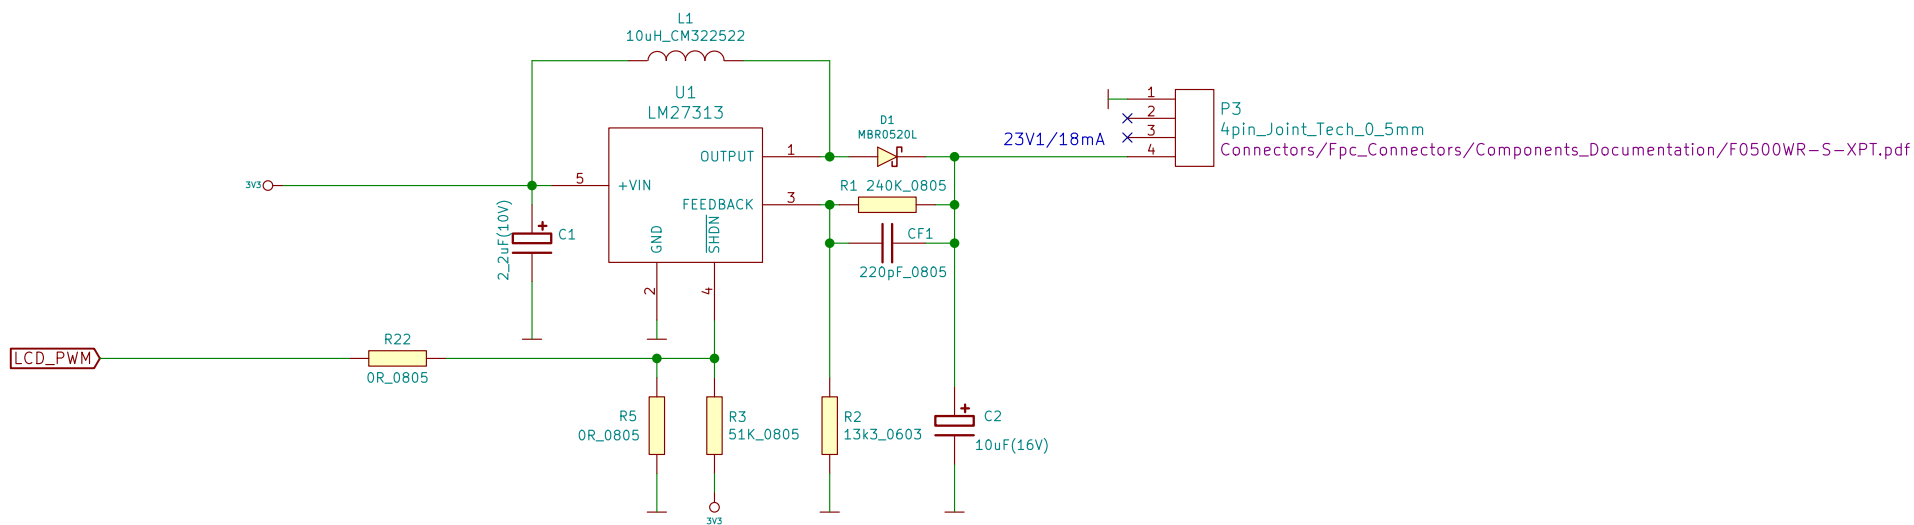 L1
10uH_CM322522
U1
LM27313
OUTPUT
1
5
+VIN
FEEDBACK
3
GND
SHDN
2
4
3V3
2_2uF(10V)
C1
D1
MBR0520L
23V1/18mA
1
2
3
4
P3
4pin_Joint_Tech_0_5mm
Connectors/Fpc_Connectors/Components_Documentation/F0500WR-S-XPT.pdf
R1 240K_0805
CF1
220pF_0805
LCD_PWM
R22
0R_0805
R5
0R_0805
R3
51K_0805
R2
13k3_0603
C2
10uF(16V)
3V3